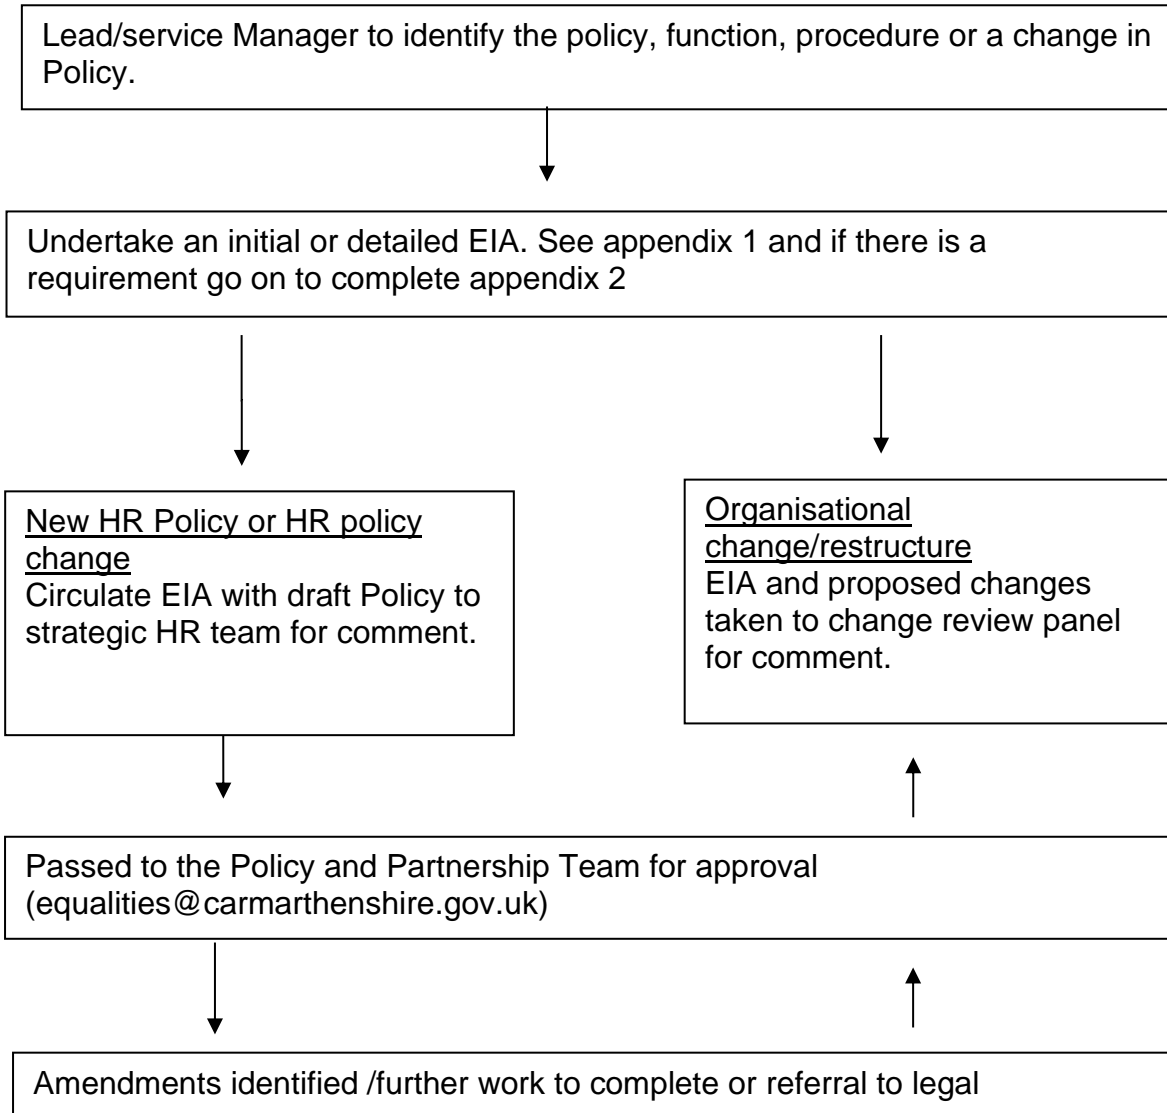 Lead/service Manager to identify the policy, function, procedure or a change in
Policy.
Undertake an initial or detailed EIA. See appendix 1 and if there is a
requirement go on to complete appendix 2
New HR Policy or HR policy
change
Circulate EIA with draft Policy to
strategic HR team for comment.
Organisational
change/restructure
EIA and proposed changes
taken to change review panel
for comment.
Passed to the Policy and Partnership Team for approval
(equalities@carmarthenshire.gov.uk)
Amendments identified /further work to complete or referral to legal